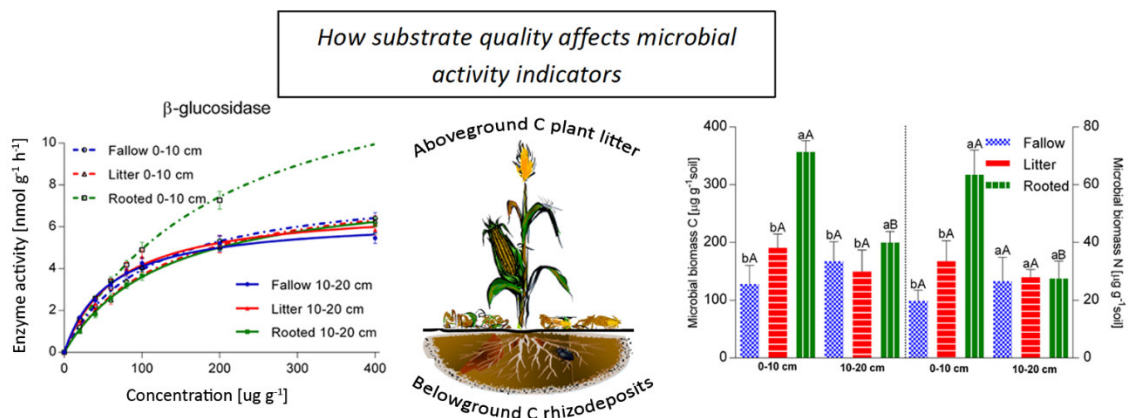 How substrate quality affects microbial
activity indicators
β-glucosidase
Enzyme activity [nmol g⁻¹ h⁻¹]
10
8
6
4
2
0
Fallow 0-10 cm
Litter 0-10 cm
Rooted 0-10 cm
Fallow 10-20 cm
Litter 10-20 cm
Rooted 10-20 cm
0
100
200
300
400
Concentration [ug g⁻¹]
Aboveground C plant litter
Belowground C rhizodeposits
Microbial biomass C [µg g⁻¹soil]
400
300
200
100
0
bA
bA
aA
bA
bA
aB
bA
bA
aA
aA
aA
aB
Fallow
Litter
Rooted
80
60
40
20
0
Microbial biomass N [µg g⁻¹soil]
0-10 cm
10-20 cm
0-10 cm
10-20 cm